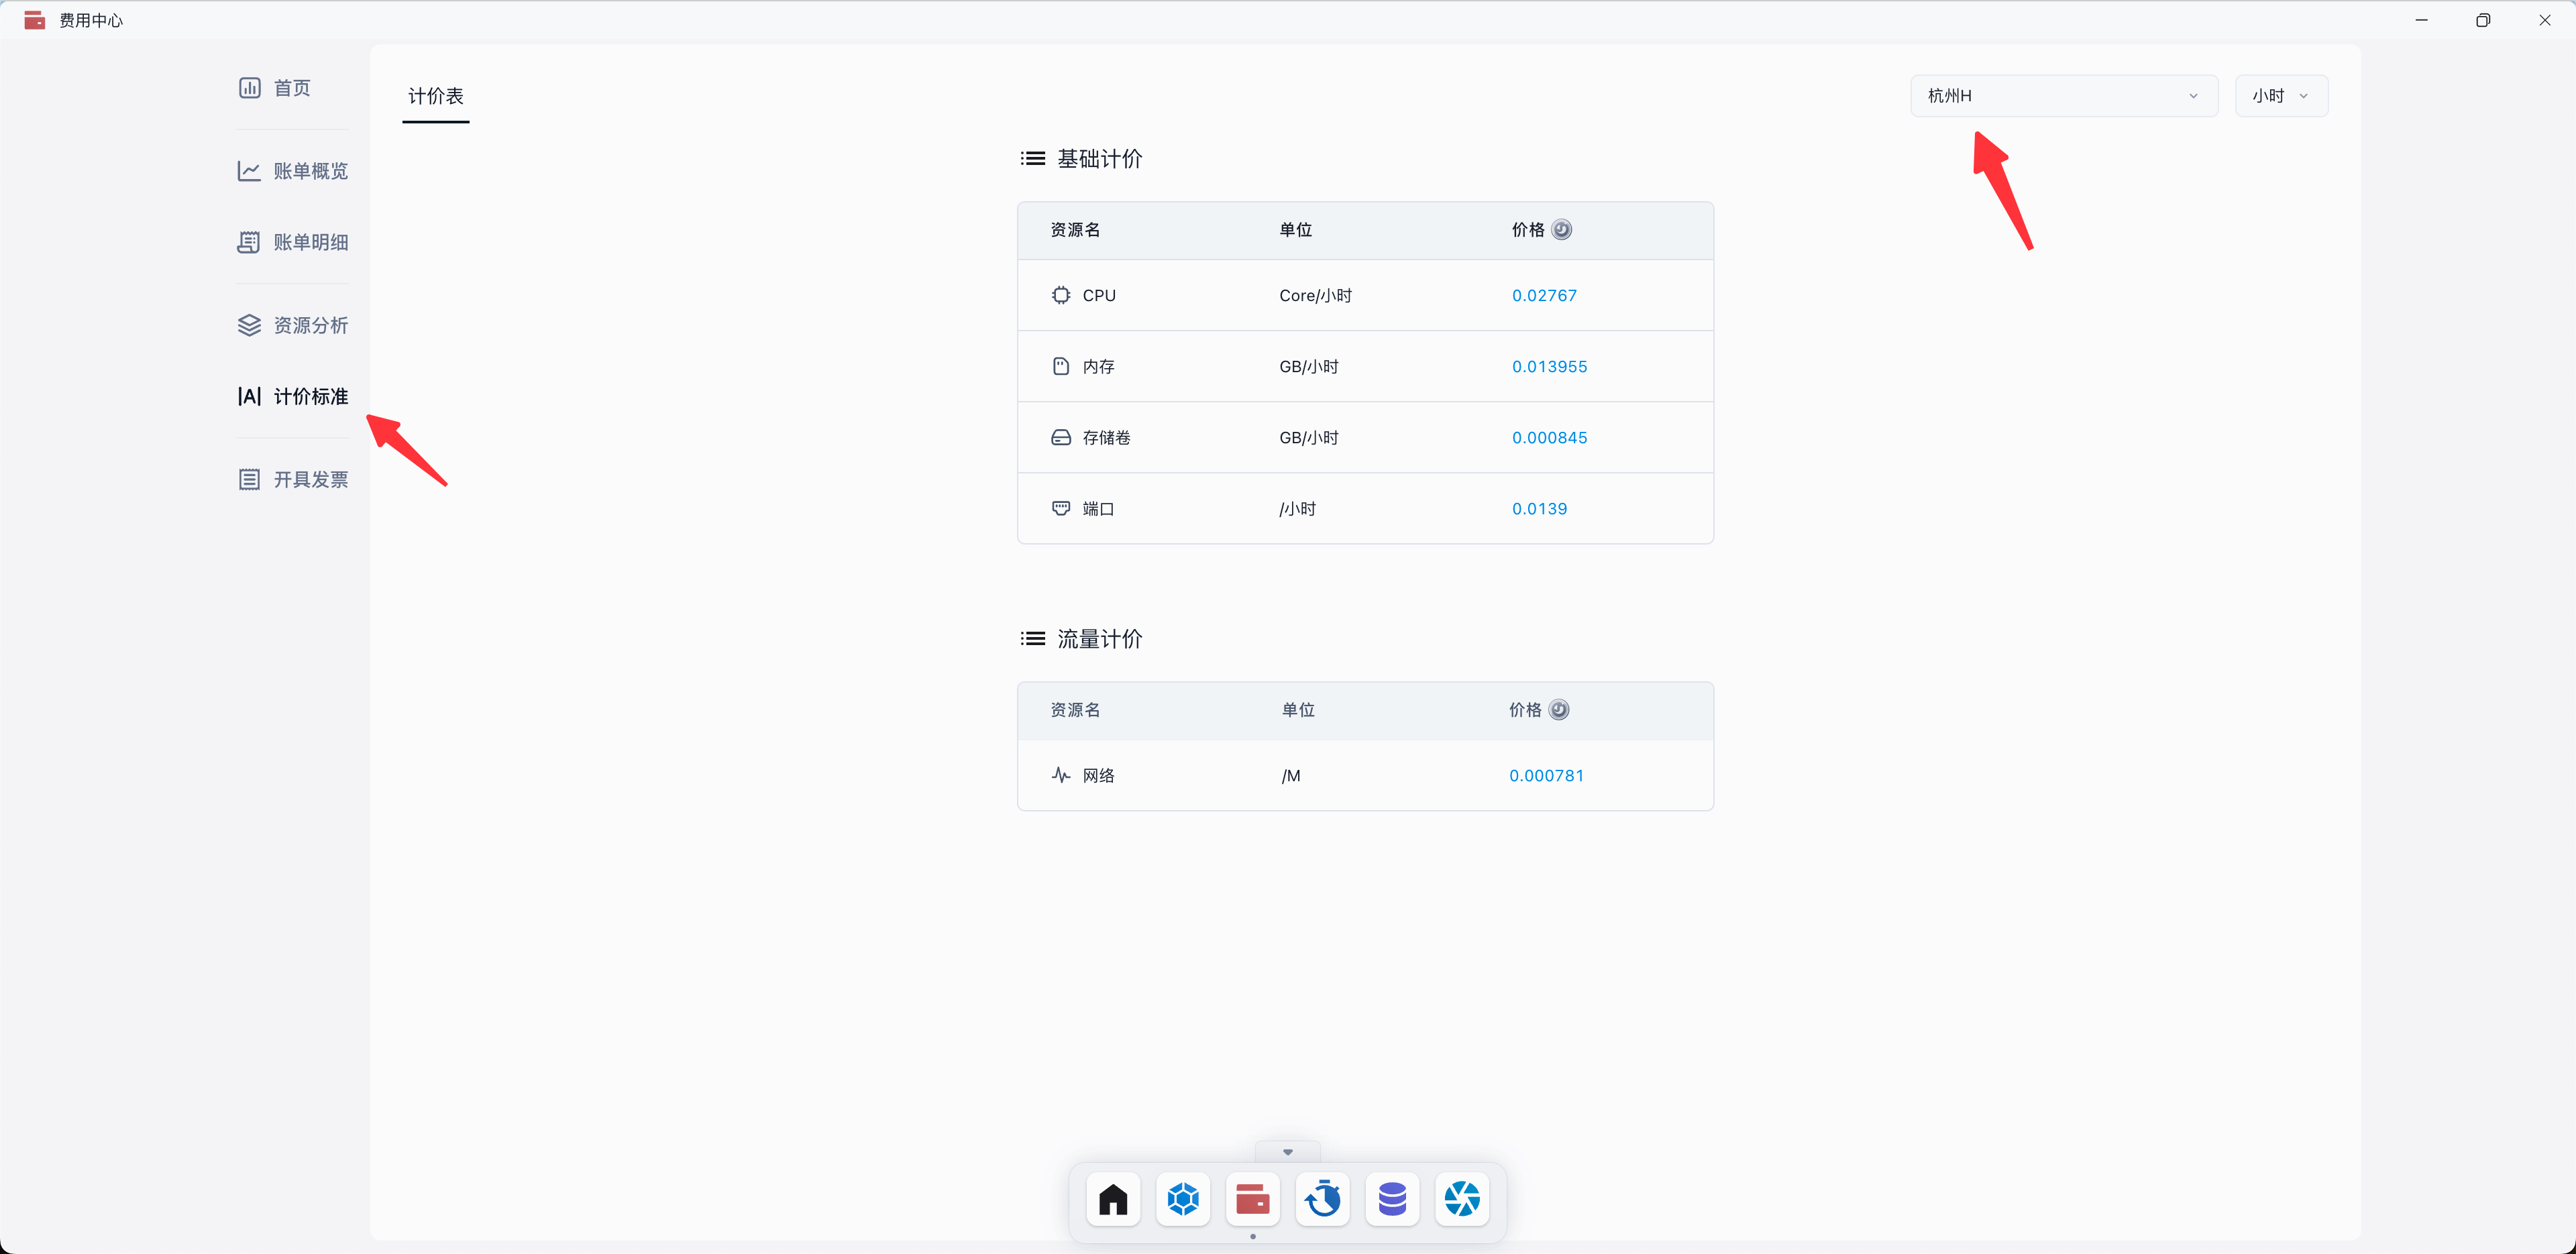 费用中心
首页
账单概览
账单明细
资源分析
|A| 计价标准
开具发票
计价表
杭州H
小时
基础计价
资源名 单位 价格
CPU Core/小时 0.02767
内存 GB/小时 0.013955
存储卷 GB/小时 0.000845
端口 /小时 0.0139
流量计价
资源名 单位 价格
网络 /M 0.000781